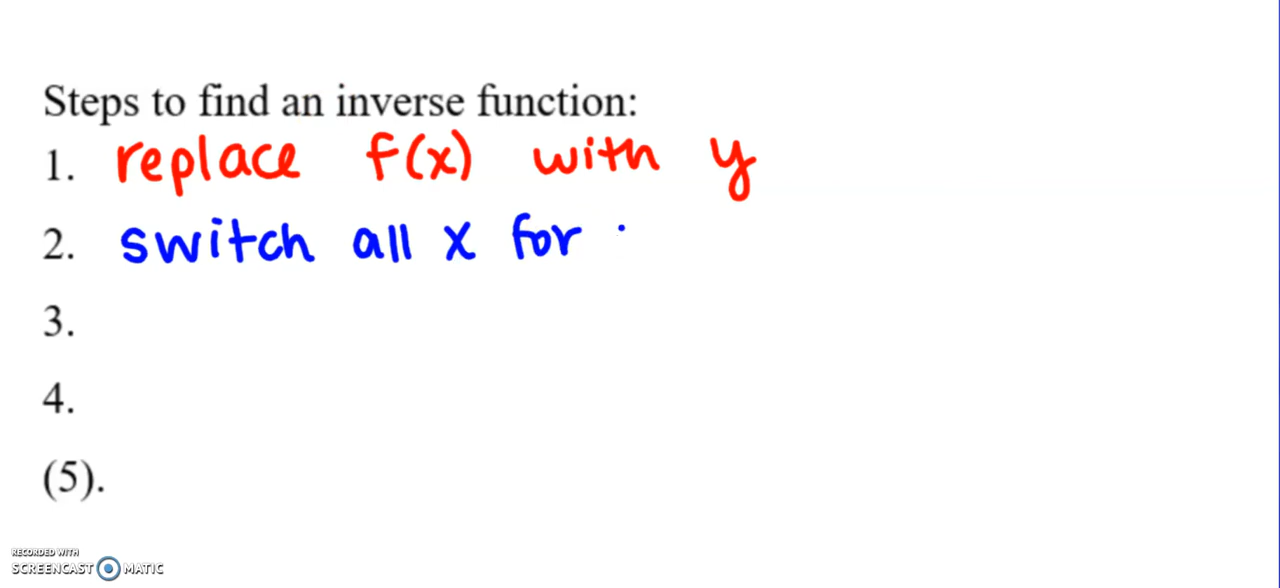 Steps to find an inverse function:
1. replace f(x) with y
2. switch all x for
3.
4.
(5).
RECORDED WITH
SCREENCAST MATIC